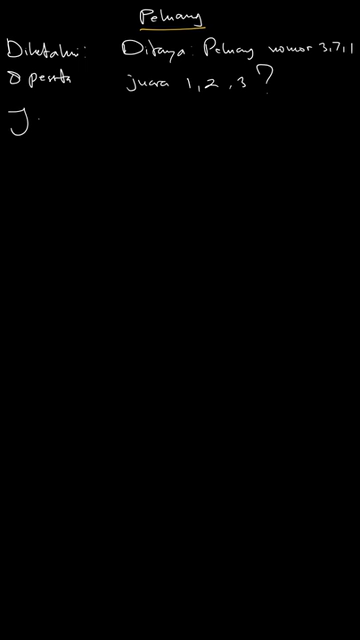 Peluang
Diketahui: Ditanya: Peluang nomor 3,7,1
8 peserta juara 1, 2, 3 ?
J